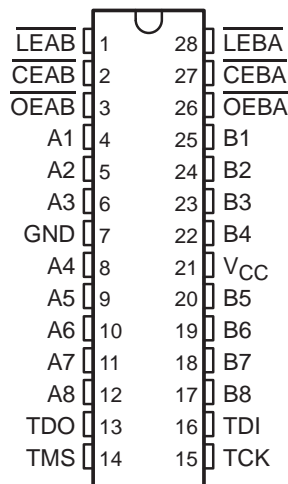 LEAB 1 28 LEBA
CEAB 2 27 CEBA
OEAB 3 26 OEBA
A1 4 25 B1
A2 5 24 B2
A3 6 23 B3
GND 7 22 B4
A4 8 21 VCC
A5 9 20 B5
A6 10 19 B6
A7 11 18 B7
A8 12 17 B8
TDO 13 16 TDI
TMS 14 15 TCK